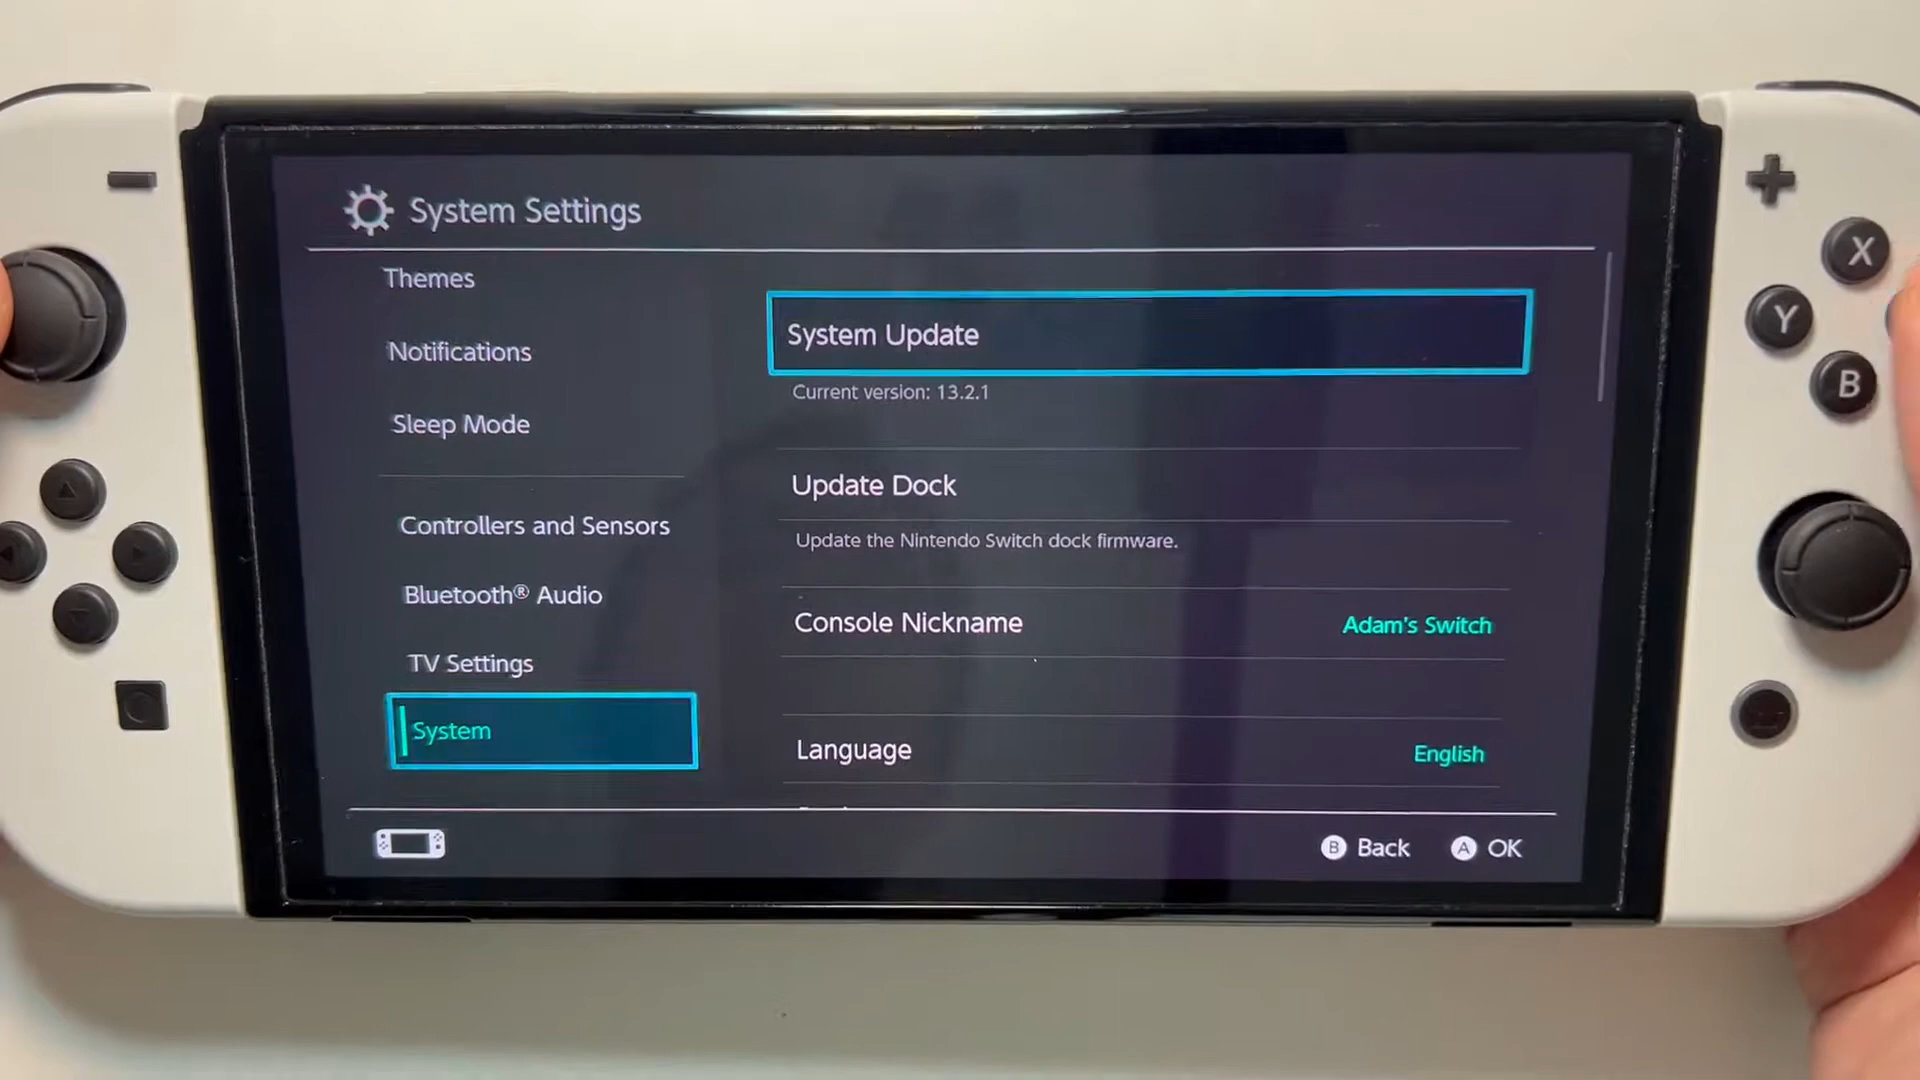 System Settings
Themes
Notifications
Sleep Mode
Controllers and Sensors
Bluetooth® Audio
TV Settings
System
System Update
Current version: 13.2.1
Update Dock
Update the Nintendo Switch dock firmware.
Console Nickname Adam's Switch
Language English
B Back A OK
X
Y
B